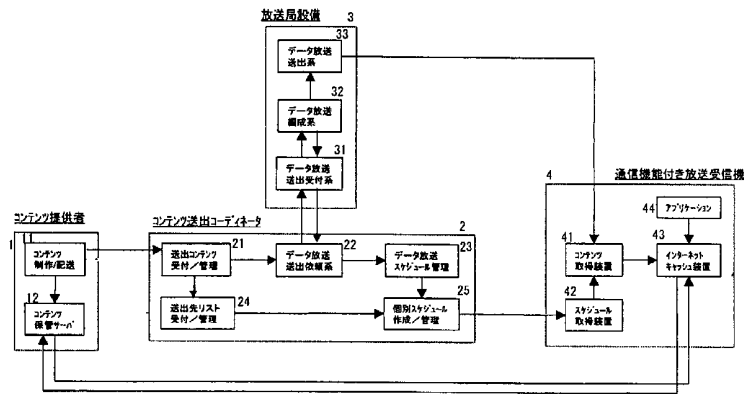 放送局設備
3
33
データ放送
送出系
32
データ放送
編成系
31
データ放送
送出受付系
コンテンツ提供者
1
11
コンテンツ
制作/配送
12
コンテンツ
保管サーバ
コンテンツ送出コーディネータ
2
21
送出コンテンツ
受付/管理
22
データ放送
送出依頼系
23
データ放送
スケジュール管理
24
送出先リスト
受付/管理
25
個別スケジュール
作成/管理
4
通信機能付き放送受信機
44
アプリケーション
41
コンテンツ
取得装置
43
インターネット
キャッシュ装置
42
スケジュール
取得装置